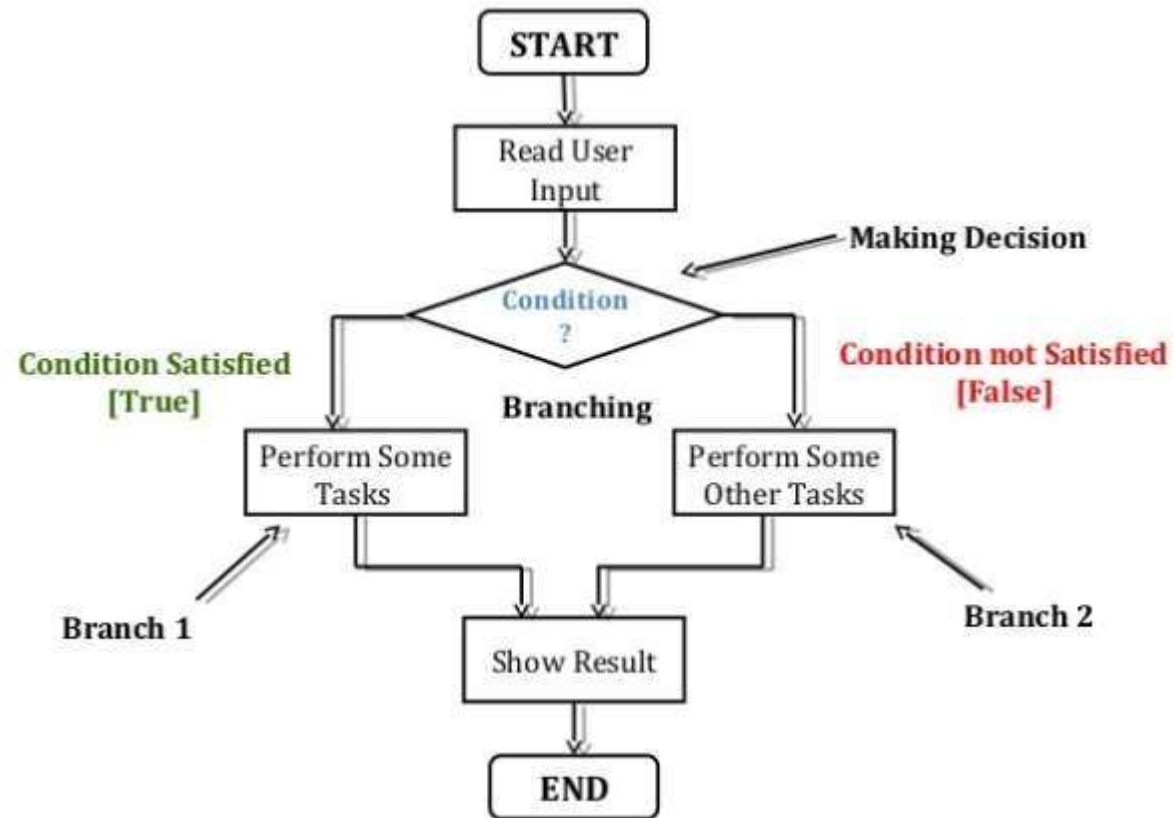 START
Read User
Input
Making Decision
Condition
?
Condition Satisfied
[True]
Condition not Satisfied
[False]
Branching
Perform Some
Tasks
Perform Some
Other Tasks
Branch 1
Branch 2
Show Result
END